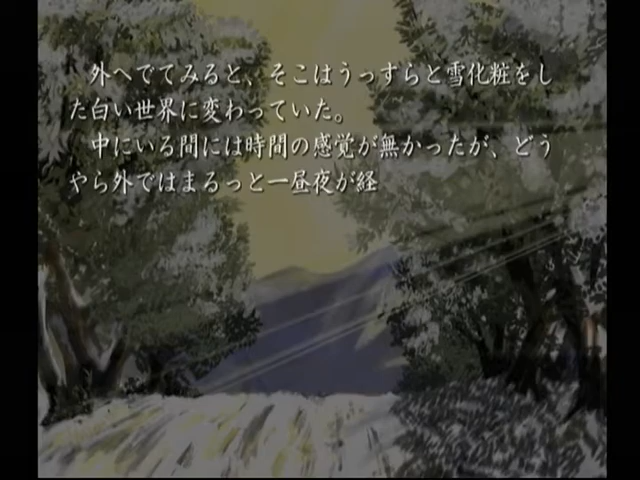 外へでてみると、そこはうっすらと雪化粧をし
た白い世界に変わっていた。
中にいる間には時間の感覚が無かったが、どう
やら外ではまるっと一昼夜が経